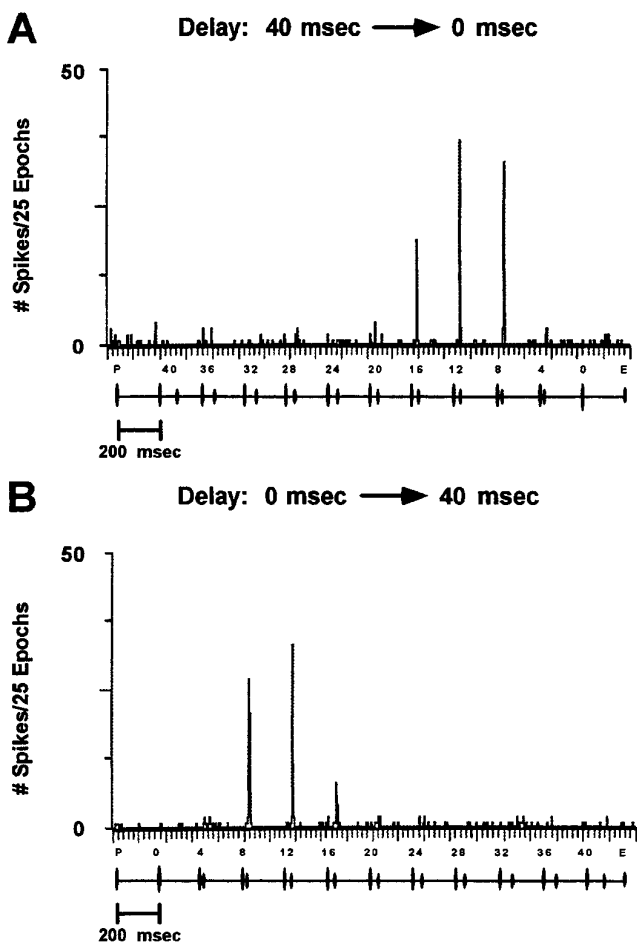 A
Delay: 40 msec → 0 msec
50
# Spikes/25 Epochs
0
P 40 36 32 28 24 20 16 12 8 4 0 E
200 msec
B
Delay: 0 msec → 40 msec
50
# Spikes/25 Epochs
0
P 0 4 8 12 16 20 24 28 32 36 40 E
200 msec